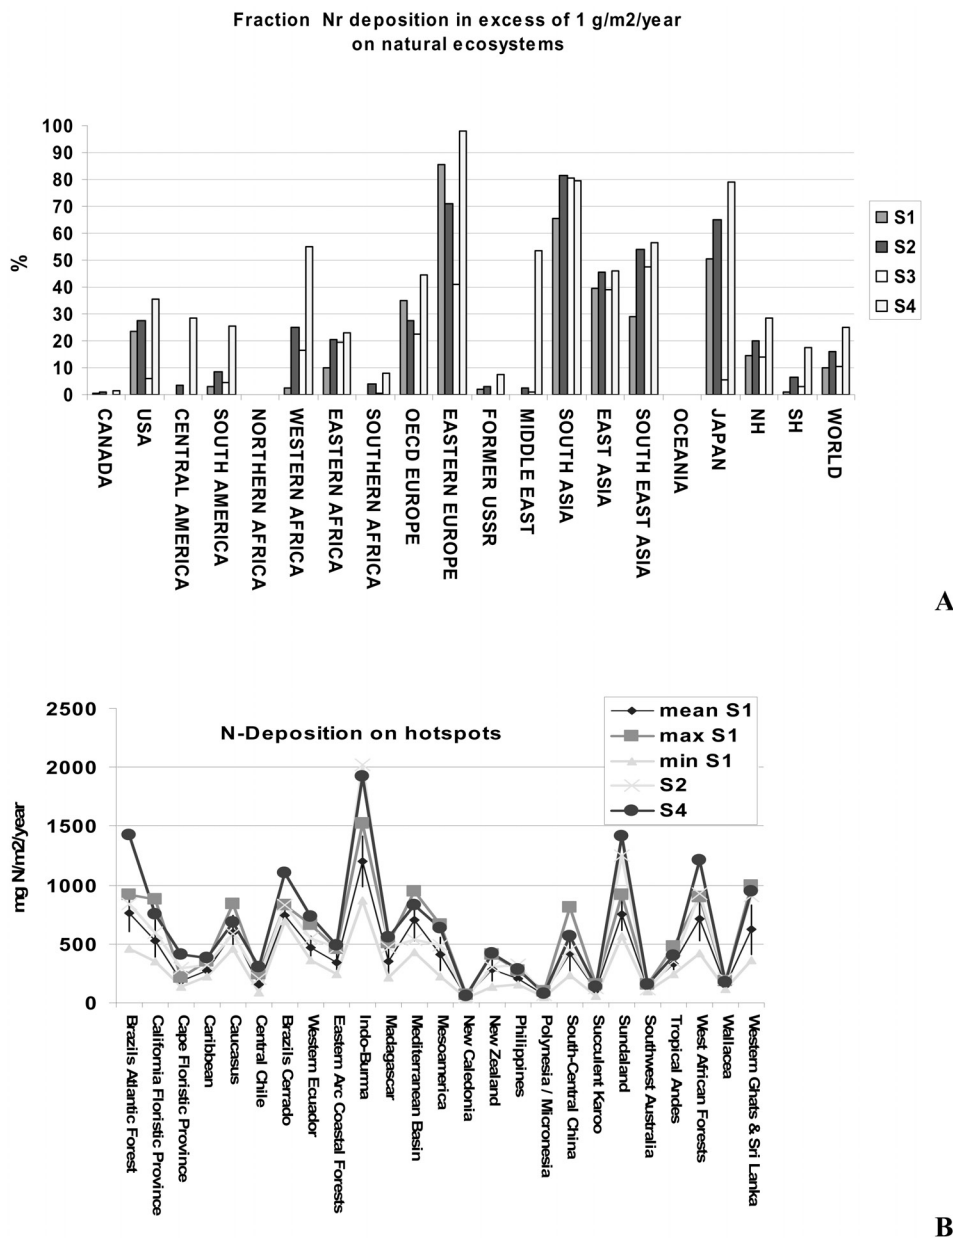 Fraction Nr deposition in excess of 1 g/m2/year
on natural ecosystems
100
90
80
70
60
50
40
30
20
10
0
%
S1
S2
S3
S4
CANADA
USA
CENTRAL AMERICA
SOUTH AMERICA
NORTHERN AFRICA
WESTERN AFRICA
EASTERN AFRICA
SOUTHERN AFRICA
OECD EUROPE
EASTERN EUROPE
FORMER USSR
MIDDLE EAST
SOUTH ASIA
EAST ASIA
SOUTH EAST ASIA
OCEANIA
JAPAN
NH
SH
WORLD
A
N-Deposition on hotspots
2500
2000
1500
1000
500
0
mg N/m2/year
mean S1
max S1
min S1
S2
S4
Brazils Atlantic Forest
California Floristic Province
Cape Floristic Province
Caribbean
Caucasus
Central Chile
Brazils Cerrado
Western Ecuador
Eastern Arc Coastal Forests
Indo-Burma
Madagascar
Mediterranean Basin
Mesoamerica
New Caledonia
New Zealand
Philippines
Polynesia / Micronesia
South-Central China
Succulent Karoo
Sundaland
Southwest Australia
Tropical Andes
West African Forests
Wallacea
Western Ghats & Sri Lanka
B